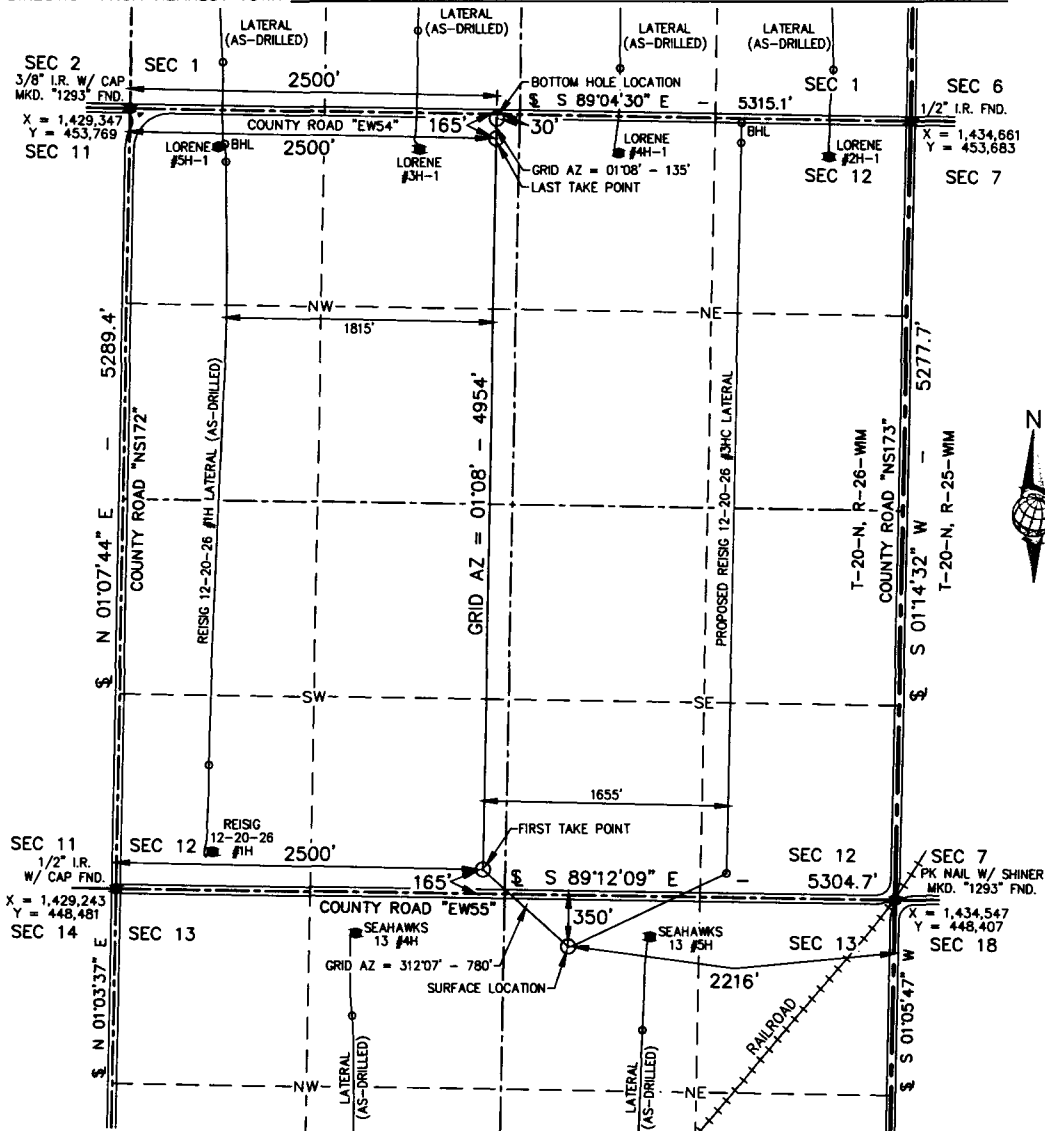 LATERAL
(AS-DRILLED)
LATERAL
(AS-DRILLED)
LATERAL
(AS-DRILLED)
LATERAL
(AS-DRILLED)
SEC 2
SEC 1
3/8" I.R. W/ CAP
MKD. "1293" FND.
2500'
BOTTOM HOLE LOCATION
SEC 1
SEC 6
S 89°04'30" E - 5315.1'
1/2" I.R. FND.
X = 1,429,347
Y = 453,769
COUNTY ROAD "EW54"
165'
30'
BHL
X = 1,434,661
Y = 453,683
SEC 11
LORENE
#5H-1
BHL
2500'
LORENE
#3H-1
LORENE
#4H-1
LORENE
#2H-1
GRID AZ = 01°08' - 135'
LAST TAKE POINT
SEC 12
SEC 7
NW
NE
1815'
N 01°07'44" E - 5289.4'
COUNTY ROAD "NS172"
REISIG 12-20-26 #1H LATERAL (AS-DRILLED)
GRID AZ = 01°08' - 4954'
PROPOSED REISIG 12-20-26 #3HC LATERAL
T-20-N, R-26-WIM
COUNTY ROAD "NS173"
S 01°14'32" W - 5277.7'
T-20-N, R-25-WIM
N
SW
SE
1655'
FIRST TAKE POINT
REISIG
12-20-26
#1H
SEC 11
SEC 12
1/2" I.R.
W/ CAP FND.
2500'
SEC 12
SEC 7
PK NAIL W/ SHINER
MKD. "1293" FND.
165'
S 89°12'09" E - 5304.7'
X = 1,429,243
Y = 448,481
COUNTY ROAD "EW55"
350'
X = 1,434,547
Y = 448,407
SEC 14
SEC 13
SEAHAWKS
13 #4H
SEAHAWKS
13 #5H
SEC 13
SEC 18
GRID AZ = 312°07' - 780'
SURFACE LOCATION
2216'
N 01°03'37" E
S 01°05'47" W
RAILROAD
LATERAL
(AS-DRILLED)
LATERAL
(AS-DRILLED)
NW
NE